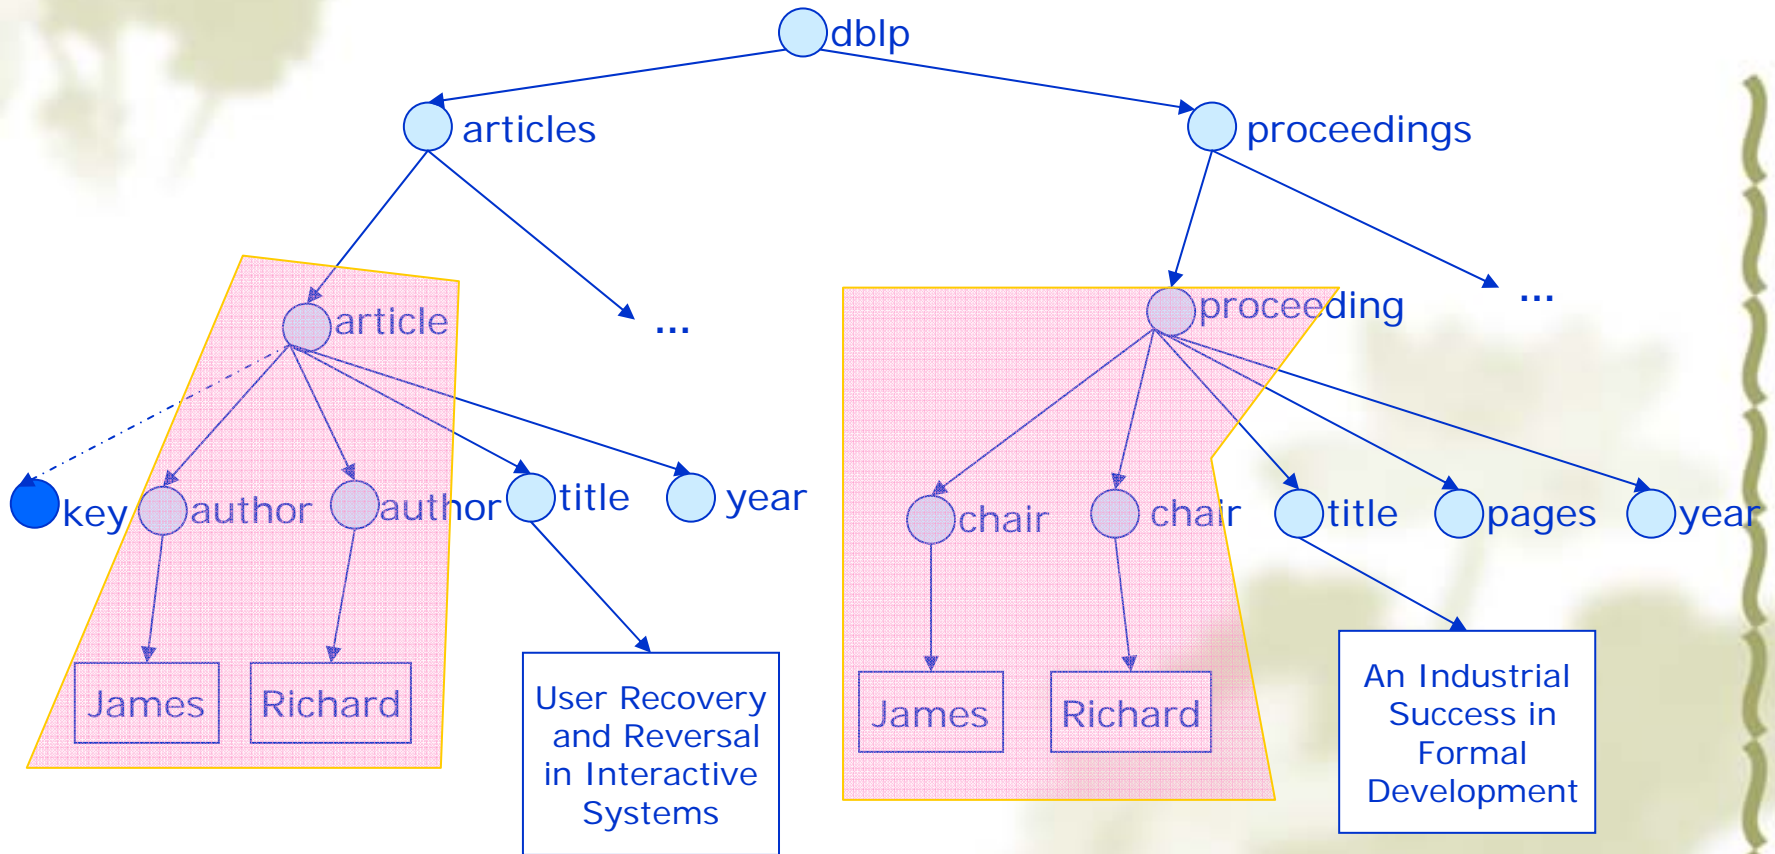 dblp
articles
proceedings
article
...
proceeding
...
key
author
author
title
year
chair
chair
title
pages
year
James
Richard
User Recovery
and Reversal
in Interactive
Systems
James
Richard
An Industrial
Success in
Formal
Development